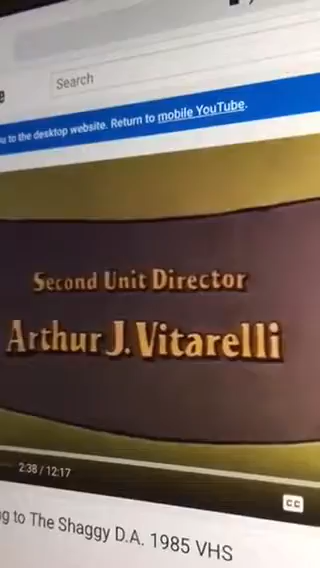 e
Search
u to the desktop website. Return to mobile YouTube.
Second Unit Director
Arthur J. Vitarelli
2:38 / 12:17
CC
g to The Shaggy D.A. 1985 VHS